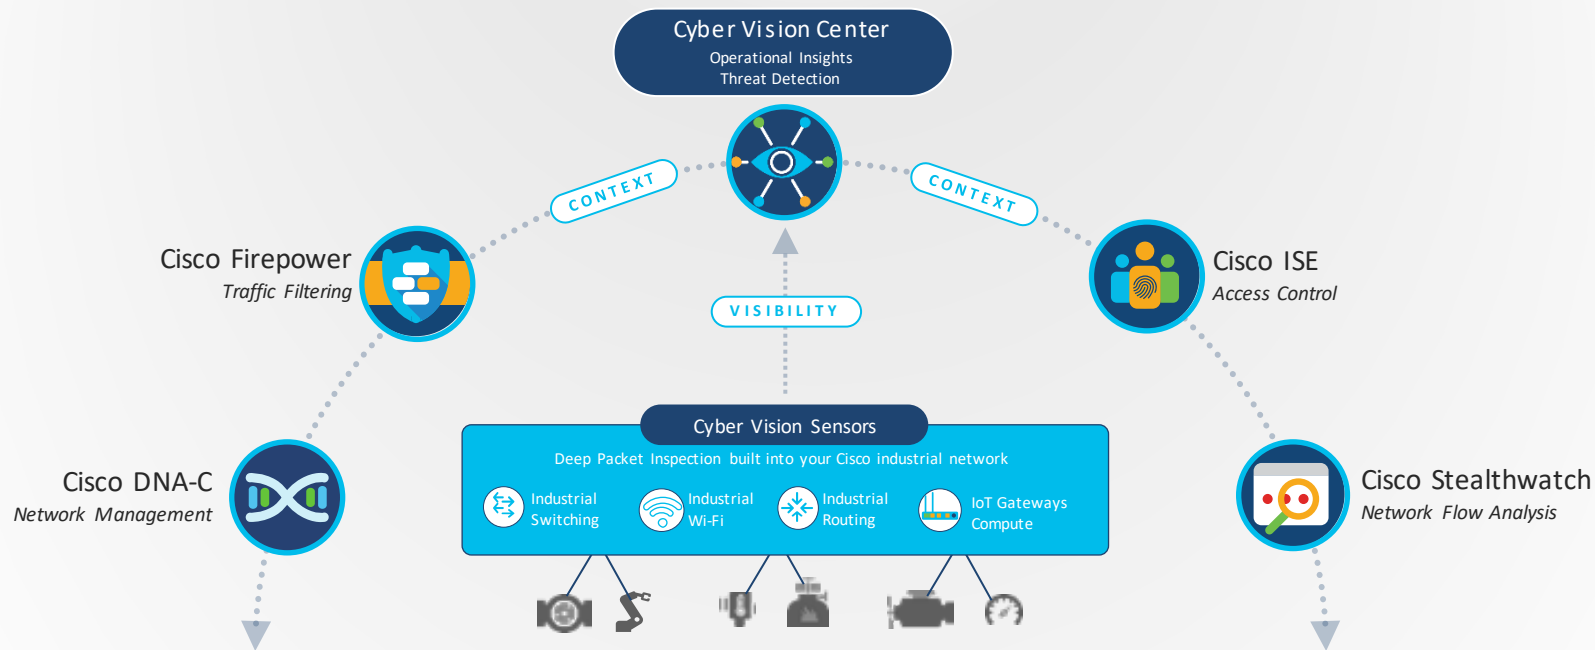 Cyber Vision Center
Operational Insights
Threat Detection
CONTEXT
CONTEXT
Cisco Firepower
Traffic Filtering
Cisco ISE
Access Control
VISIBILITY
Cyber Vision Sensors
Deep Packet Inspection built into your Cisco industrial network
Industrial
Switching
Industrial
Wi-Fi
Industrial
Routing
IoT Gateways
Compute
Cisco DNA-C
Network Management
Cisco Stealthwatch
Network Flow Analysis